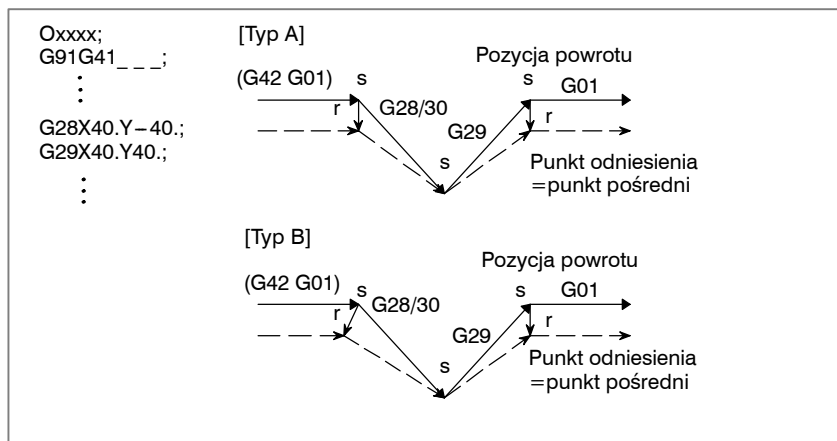 Oxxxx;
G91G41_ _ _;
G28X40.Y−40.;
G29X40.Y40.;
[Typ A]
Pozycja powrotu
(G42 G01)
s
s
G01
r
G28/30
G29
r
s
Punkt odniesienia
=punkt pośredni
[Typ B]
Pozycja powrotu
(G42 G01)
s
s
G01
r
G28/30
G29
r
s
Punkt odniesienia
=punkt pośredni